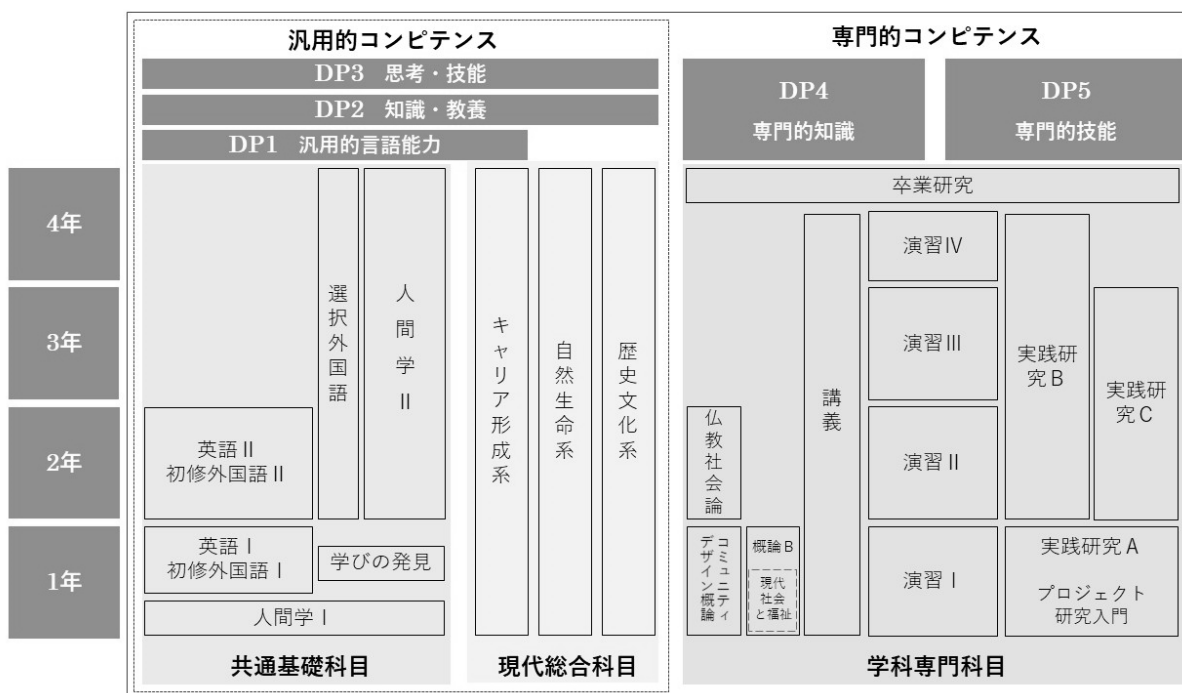 汎用的コンピテンス
専門的コンピテンス
DP3 思考・技能
DP2 知識・教養
DP1 汎用的言語能力
DP4
専門的知識
DP5
専門的技能
4年
3年
2年
1年
選択外国語
人間学Ⅱ
英語Ⅱ
初修外国語Ⅱ
英語Ⅰ
初修外国語Ⅰ
学びの発見
人間学Ⅰ
共通基礎科目
キャリア形成系
自然生命系
歴史文化系
現代総合科目
卒業研究
仏教社会論
コミュニティ
デザイン概論
概論B
現代
社会
と福祉
講義
演習Ⅳ
演習Ⅲ
演習Ⅱ
演習Ⅰ
実践研
究B
実践研
究C
実践研究A
プロジェクト
研究入門
学科専門科目